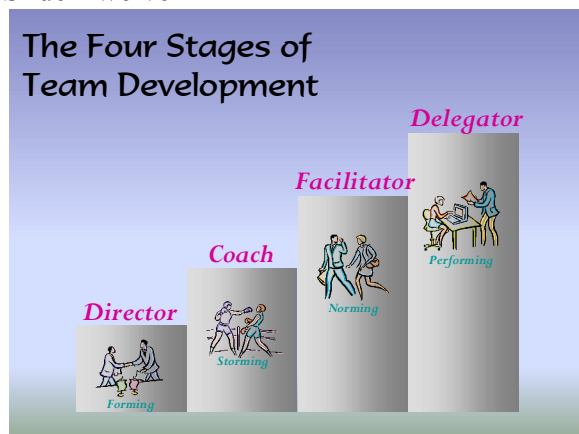 The Four Stages of
Team Development
Delegator
Facilitator
Coach
Director
Performing
Norming
Storming
Forming